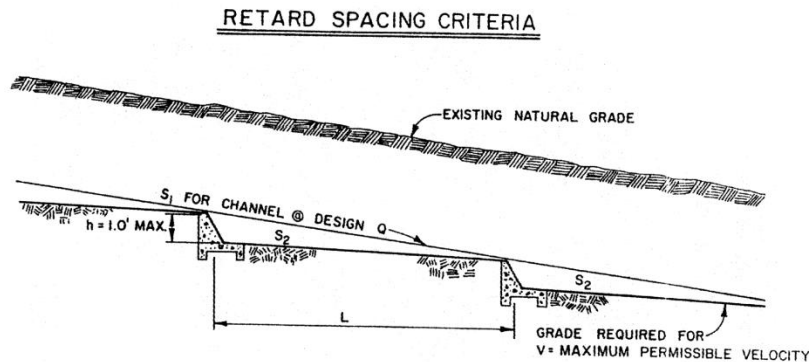 RETARD SPACING CRITERIA
EXISTING NATURAL GRADE
S1 FOR CHANNEL @ DESIGN Q
h = 1.0' MAX.
S2
S2
L
GRADE REQUIRED FOR
V = MAXIMUM PERMISSIBLE VELOCITY